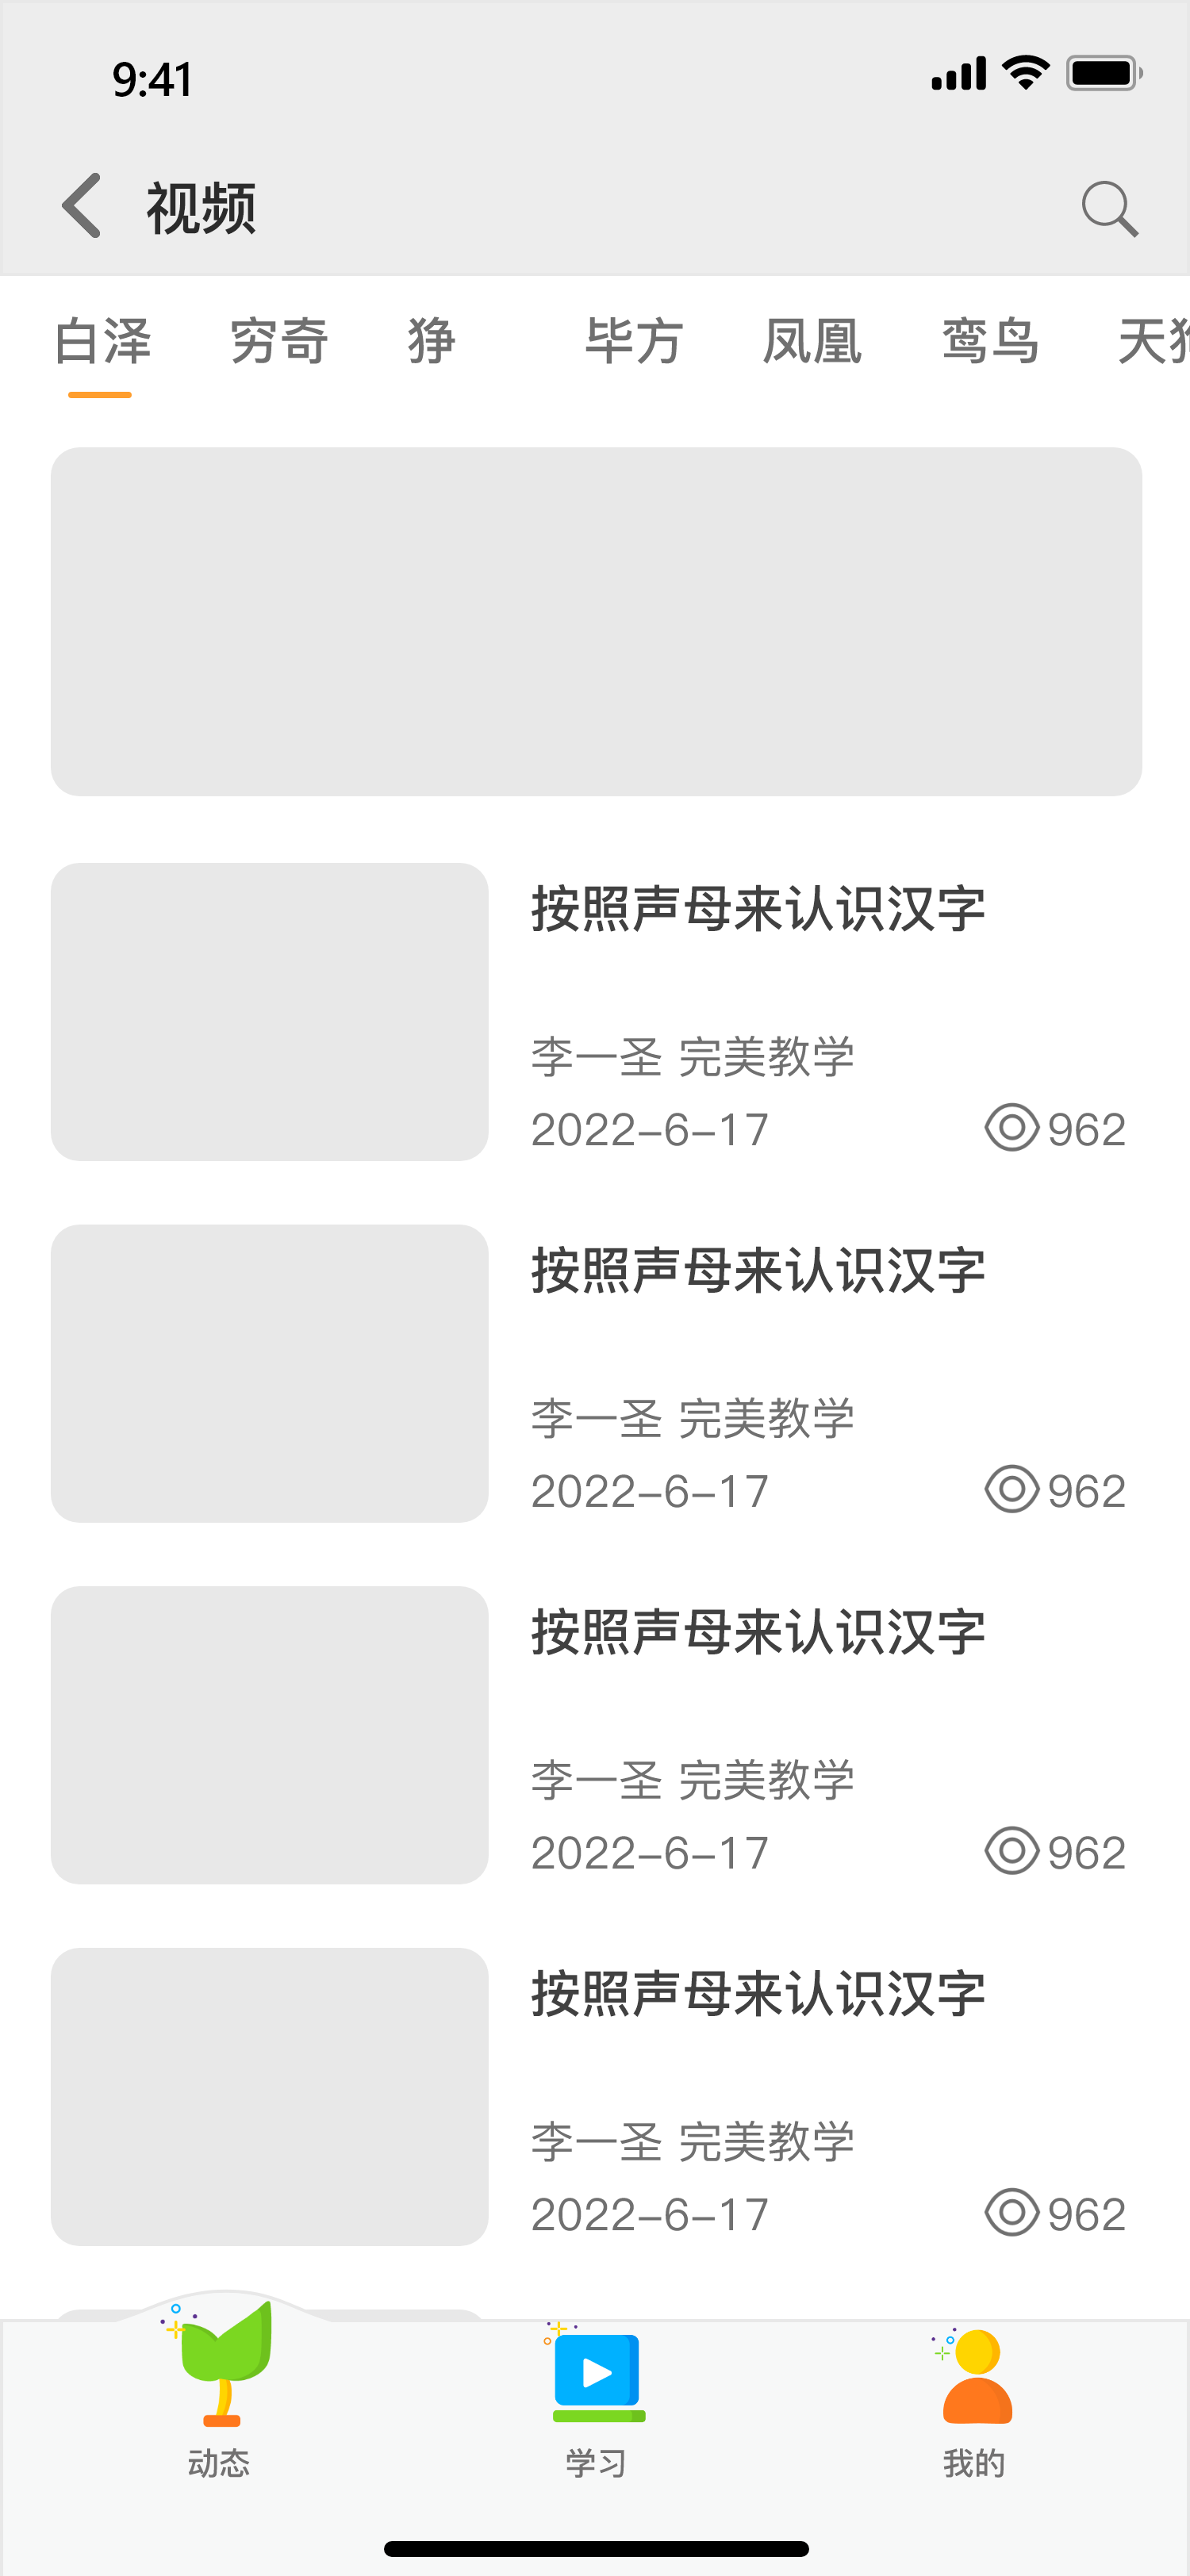 9:41
视频
白泽 穷奇 狰 毕方 凤凰 鸾鸟 天狗
按照声母来认识汉字
李一圣 完美教学
2022-6-17 962
按照声母来认识汉字
李一圣 完美教学
2022-6-17 962
按照声母来认识汉字
李一圣 完美教学
2022-6-17 962
按照声母来认识汉字
李一圣 完美教学
2022-6-17 962
动态 学习 我的